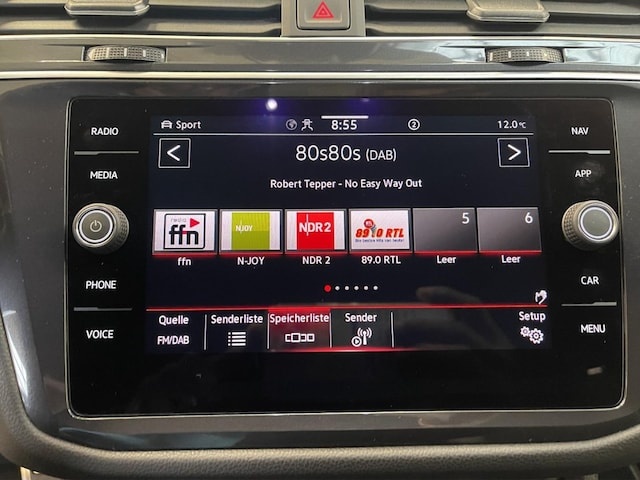 RADIO
MEDIA
PHONE
VOICE
NAV
APP
CAR
MENU
Sport
8:55
2
12.0°C
80s80s (DAB)
Robert Tepper - No Easy Way Out
radio
ffn
N-JOY
NDR 2
89.0 RTL
5
6
ffn
N-JOY
NDR 2
89.0 RTL
Leer
Leer
Quelle
FM/DAB
Senderliste
Speicherliste
Sender
Setup